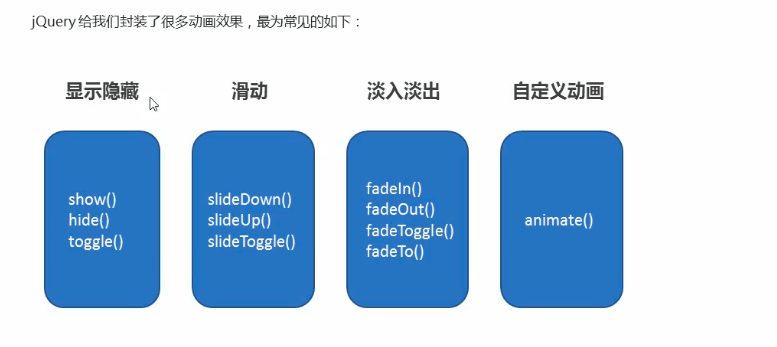 jQuery 给我们封装了很多动画效果，最为常见的如下：
显示隐藏
滑动
淡入淡出
自定义动画
show()
hide()
toggle()
slideDown()
slideUp()
slideToggle()
fadeIn()
fadeOut()
fadeToggle()
fadeTo()
animate()